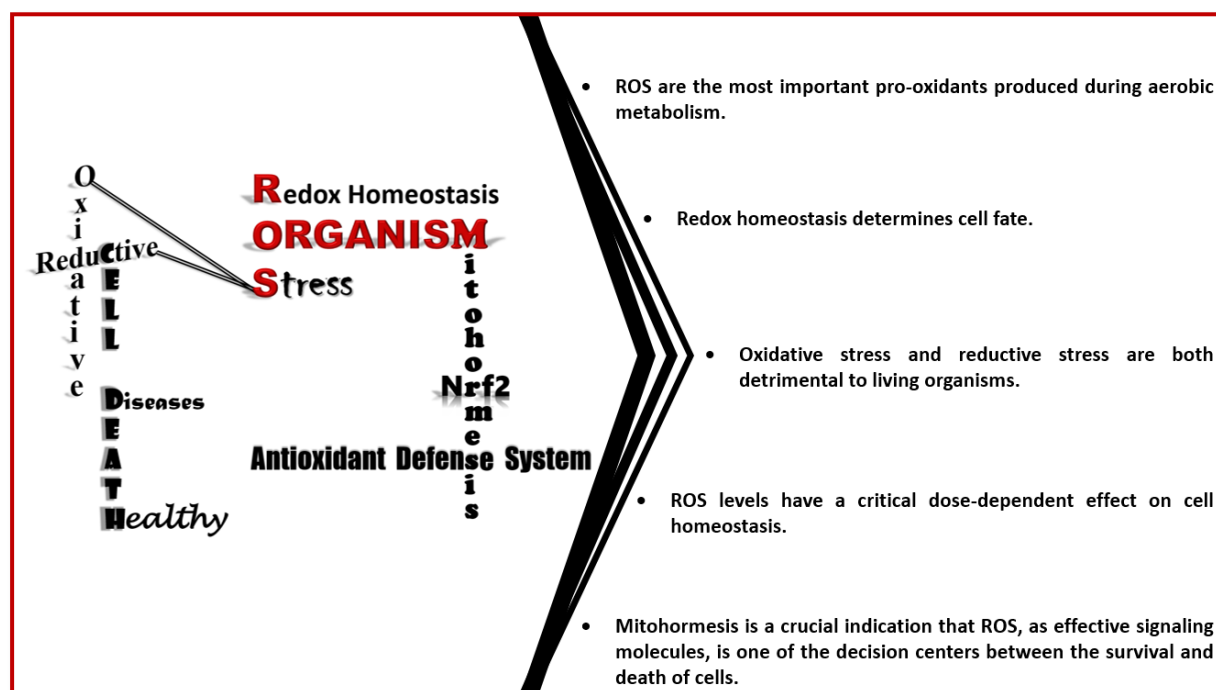 Oxidative
Reductive
CELL DEATH
Diseases
Healthy
Redox Homeostasis
ORGANISM
Stress
Mitohormesis
Nrf2
Antioxidant Defense System
• ROS are the most important pro-oxidants produced during aerobic
metabolism.
• Redox homeostasis determines cell fate.
• Oxidative stress and reductive stress are both
detrimental to living organisms.
• ROS levels have a critical dose-dependent effect on cell
homeostasis.
• Mitohormesis is a crucial indication that ROS, as effective signaling
molecules, is one of the decision centers between the survival and
death of cells.